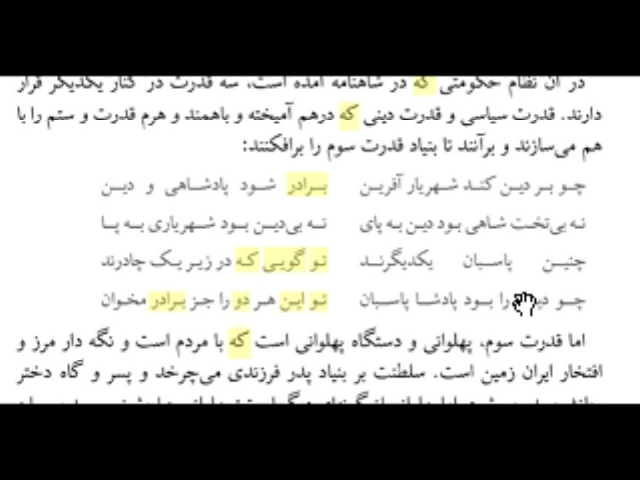 در آن نظام حکومتی که در شاهنامه آمده است، سه قدرت در کنار یکدیگر قرار
دارند. قدرت سیاسی و قدرت دینی که درهم آمیخته و باهمند و هرم قدرت و ستم را با
هم می‌سازند و برآنند تا بنیاد قدرت سوم را برافکنند:
چو بر دین کند شهریار آفرین برادر شود پادشاهی و دین
نه بی‌تخت شاهی بود دین به پای نه بی‌دین بود شهریاری به پا
چنین پاسبان یکدیگرند تو گویی که در زیر یک چادرند
چو را بود پادشا پاسبان تو این هر دو را جز برادر مخوان
اما قدرت سوم، پهلوانی و دستگاه پهلوانی است که با مردم است و نگه دار مرز و
افتخار ایران زمین است. سلطنت بر بنیاد پدر فرزندی می‌چرخد و پسر و گاه دختر